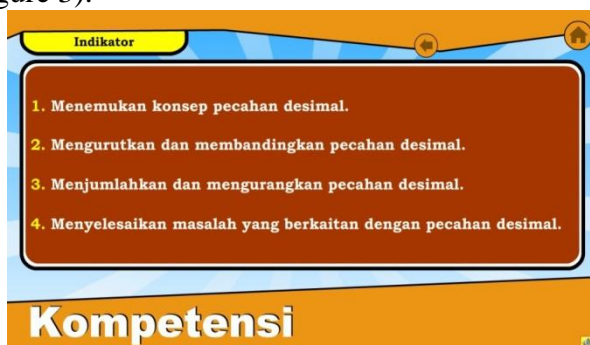 Indikator
1. Menemukan konsep pecahan desimal.
2. Mengurutkan dan membandingkan pecahan desimal.
3. Menjumlahkan dan mengurangkan pecahan desimal.
4. Menyelesaikan masalah yang berkaitan dengan pecahan desimal.
Kompetensi